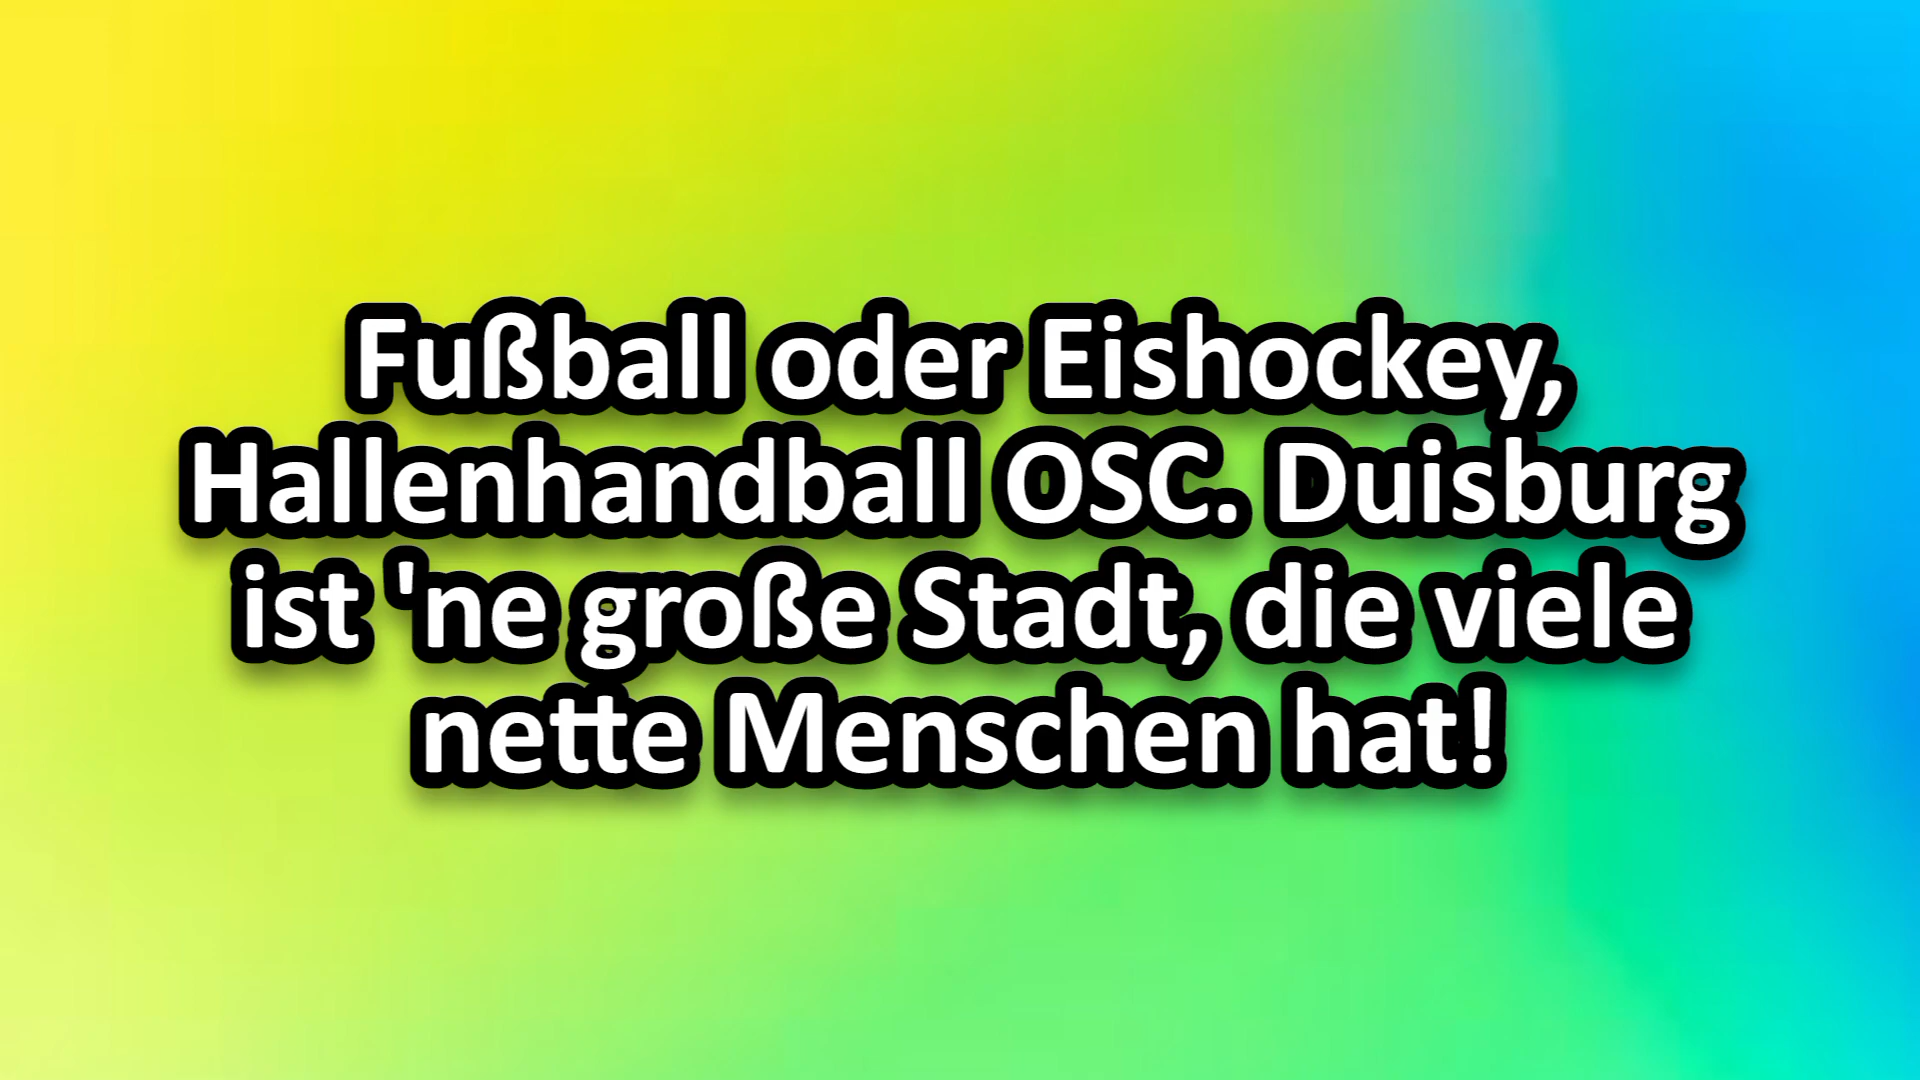 Fußball oder Eishockey,
Hallenhandball OSC. Duisburg
ist 'ne große Stadt, die viele
nette Menschen hat!